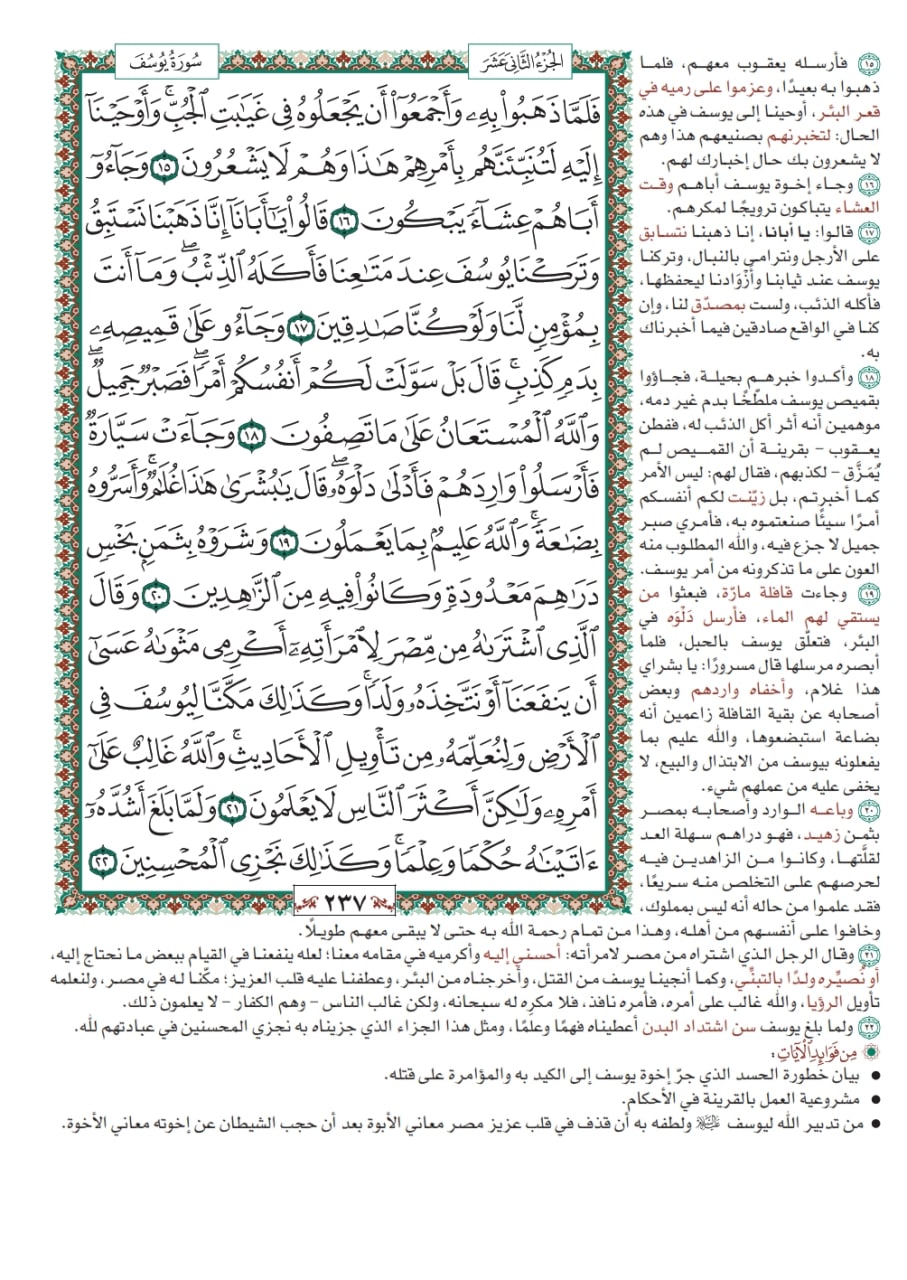 الجُزْءُ الثَّانِي عَشَرَ
سُورَةُ يُوسُفَ
فَلَمَّا ذَهَبُواْ بِهِۦ وَأَجۡمَعُوٓاْ أَن يَجۡعَلُوهُ فِي غَيَٰبَتِ ٱلۡجُبِّۚ وَأَوۡحَيۡنَآ
إِلَيۡهِ لَتُنَبِّئَنَّهُم بِأَمۡرِهِمۡ هَٰذَا وَهُمۡ لَا يَشۡعُرُونَ ١٥ وَجَآءُوٓ
أَبَاهُمۡ عِشَآءٗ يَبۡكُونَ ١٦ قَالُواْ يَٰٓأَبَانَآ إِنَّا ذَهَبۡنَا نَسۡتَبِقُ
وَتَرَكۡنَا يُوسُفَ عِندَ مَتَٰعِنَا فَأَكَلَهُ ٱلذِّئۡبُۖ وَمَآ أَنتَ
بِمُؤۡمِنٖ لَّنَا وَلَوۡ كُنَّا صَٰدِقِينَ ١٧ وَجَآءُو عَلَىٰ قَمِيصِهِۦ
بِدَمٖ كَذِبٖۚ قَالَ بَلۡ سَوَّلَتۡ لَكُمۡ أَنفُسُكُمۡ أَمۡرٗاۖ فَصَبۡرٞ جَمِيلٞۖ
وَٱللَّهُ ٱلۡمُسۡتَعَانُ عَلَىٰ مَا تَصِفُونَ ١٨ وَجَآءَتۡ سَيَّارَةٞ
فَأَرۡسَلُواْ وَارِدَهُمۡ فَأَدۡلَىٰ دَلۡوَهُۥۖ قَالَ يَٰبُشۡرَىٰ هَٰذَا غُلَٰمٞۚ وَأَسَرُّوهُ
بِضَٰعَةٗۚ وَٱللَّهُ عَلِيمُۢ بِمَا يَعۡمَلُونَ ١٩ وَشَرَوۡهُ بِثَمَنِۭ بَخۡسٖ
دَرَٰهِمَ مَعۡدُودَةٖ وَكَانُواْ فِيهِ مِنَ ٱلزَّٰهِدِينَ ٢٠ وَقَالَ
ٱلَّذِي ٱشۡتَرَىٰهُ مِن مِّصۡرَ لِٱمۡرَأَتِهِۦٓ أَكۡرِمِي مَثۡوَىٰهُ عَسَىٰٓ
أَن يَنفَعَنَآ أَوۡ نَتَّخِذَهُۥ وَلَدٗاۚ وَكَذَٰلِكَ مَكَّنَّا لِيُوسُفَ فِي
ٱلۡأَرۡضِ وَلِنُعَلِّمَهُۥ مِن تَأۡوِيلِ ٱلۡأَحَادِيثِۚ وَٱللَّهُ غَالِبٌ عَلَىٰٓ
أَمۡرِهِۦ وَلَٰكِنَّ أَكۡثَرَ ٱلنَّاسِ لَا يَعۡلَمُونَ ٢١ وَلَمَّا بَلَغَ أَشُدَّهُۥٓ
ءَاتَيۡنَٰهُ حُكۡمٗا وَعِلۡمٗاۚ وَكَذَٰلِكَ نَجۡزِي ٱلۡمُحۡسِنِينَ ٢٢
٢٣٧
١٥ فأرسله يعقوب معهم، فلما
ذهبوا به بعيدًا، وعزموا على رميه في
قعر البئر، أوحينا إلى يوسف في هذه
الحال: لتخبرنهم بصنيعهم هذا وهم
لا يشعرون بك حال إخبارك لهم.
١٦ وجاء إخوة يوسف أباهم وقت
العشاء يتباكون ترويجًا لمكرهم.
١٧ قالوا: يا أبانا، إنا ذهبنا نتسابق
على الأرجل ونترامى بالنبال، وتركنا
يوسف عند ثيابنا وأزْوَادنا ليحفظها،
فأكله الذئب، ولست بمصدّق لنا، وإن
كنا في الواقع صادقين فيما أخبرناك
به.
١٨ وأكدوا خبرهم بحيلة، فجاؤوا
بقميص يوسف ملطّخًا بدم غير دمه،
موهمين أنه أثر أكل الذئب له، ففطن
يعقوب – بقرينة أن القميص لم
يُمَزَّق – لكذبهم، فقال لهم: ليس الأمر
كما أخبرتم، بل زيّنت لكم أنفسكم
أمرًا سيئًا صنعتموه به، فأمري صبر
جميل لا جزع فيه، والله المطلوب منه
العون على ما تذكرونه من أمر يوسف.
١٩ وجاءت قافلة مارّة، فبعثوا من
يستقي لهم الماء، فأرسل دَلْوَه في
البئر، فتعلّق يوسف بالحبل، فلما
أبصره مرسلها قال مسرورًا: يا بشراي
هذا غلام، وأخفاه واردهم وبعض
أصحابه عن بقية القافلة زاعمين أنه
بضاعة استبضعوها، والله عليم بما
يفعلونه بيوسف من الابتذال والبيع، لا
يخفى عليه من عملهم شيء.
٢٠ وباعه الوارد وأصحابه بمصر
بثمن زهيد، فهو دراهم سهلة العد
لقلَّتها، وكانوا من الزاهدين فيه
لحرصهم على التخلص منه سريعًا،
فقد علموا من حاله أنه ليس بمملوك،
وخافوا على أنفسهم من أهله، وهذا من تمام رحمة الله به حتى لا يبقى معهم طويلًا.
٢١ وقال الرجل الذي اشتراه من مصر لامرأته: أحسني إليه وأكرميه في مقامه معنا؛ لعله ينفعنا في القيام ببعض ما نحتاج إليه،
أو نُصيِّره ولدًا بالتبنِّي، وكما أنجينا يوسف من القتل، وأخرجناه من البئر، وعطفنا عليه قلب العزيز؛ مكّنا له في مصر، ولنعلمه
تأويل الرؤيا، والله غالب على أمره، فأمره نافذ، فلا مكرِه له سبحانه، ولكن غالب الناس – وهم الكفار – لا يعلمون ذلك.
٢٢ ولما بلغ يوسف سن اشتداد البدن أعطيناه فهمًا وعلمًا، ومثل هذا الجزاء الذي جزيناه به نجزي المحسنين في عبادتهم لله.
مِن فَوَائِدِ الْآيَاتِ:
• بيان خطورة الحسد الذي جرّ إخوة يوسف إلى الكيد به والمؤامرة على قتله.
• مشروعية العمل بالقرينة في الأحكام.
• من تدبير الله ليوسف ﷺ ولطفه به أن قذف في قلب عزيز مصر معاني الأبوة بعد أن حجب الشيطان عن إخوته معاني الأخوة.